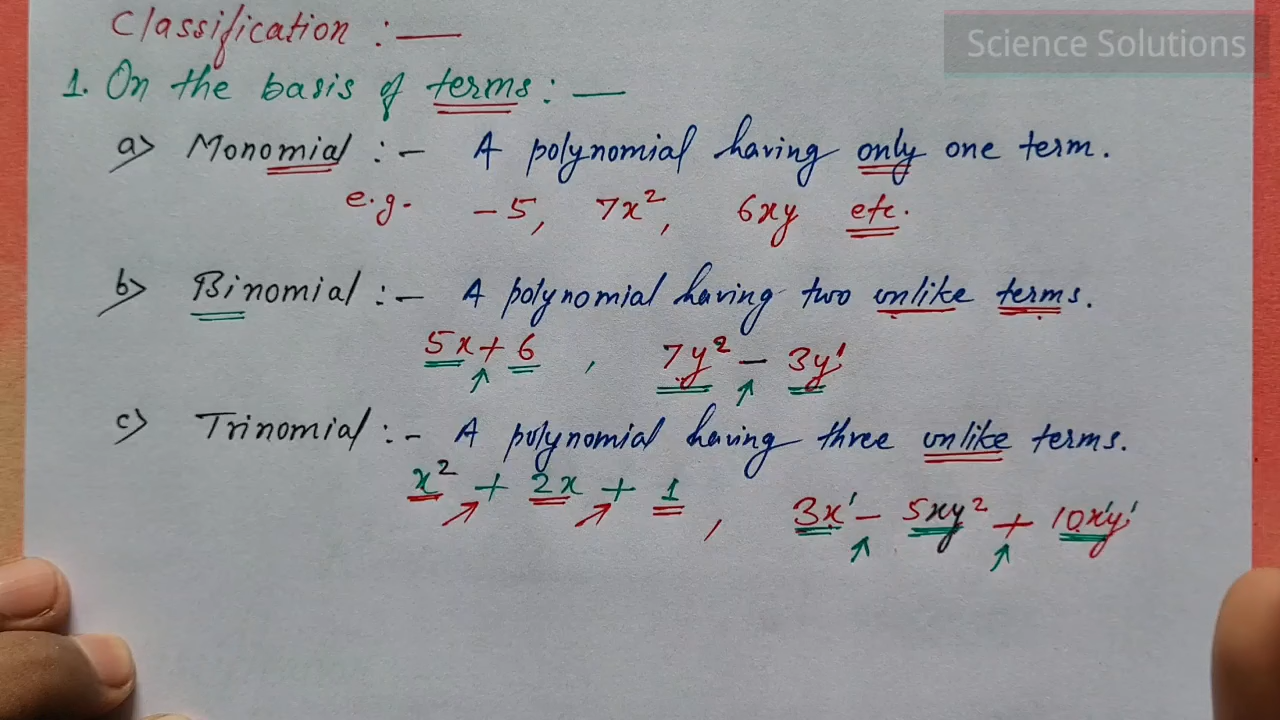 Classification :—
Science Solutions
1. On the basis of terms: —
a) Monomial :- A polynomial having only one term.
e.g. -5, 7x², 6xy etc.
b) Binomial :- A polynomial having two unlike terms.
5x + 6 , 7y² - 3y¹
c) Trinomial :- A polynomial having three unlike terms.
x² + 2x + 1 , 3x¹ - 5xy² + 10x¹y¹